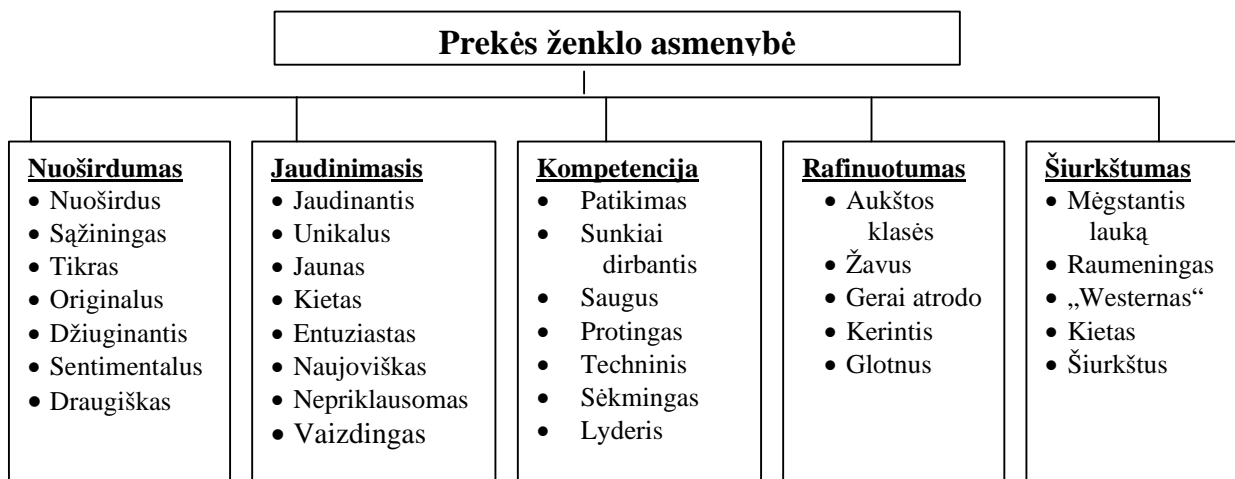 Prekės ženklo asmenybė
Nuoširdumas
• Nuoširdus
• Sąžiningas
• Tikras
• Originalus
• Džiuginantis
• Sentimentalus
• Draugiškas
Jaudinimasis
• Jaudinantis
• Unikalus
• Jaunas
• Kietas
• Entuziastas
• Naujoviškas
• Nepriklausomas
• Vaizdingas
Kompetencija
• Patikimas
• Sunkiai
dirbantis
• Saugus
• Protingas
• Techninis
• Sėkmingas
• Lyderis
Rafinuotumas
• Aukštos
klasės
• Žavus
• Gerai atrodo
• Kerintis
• Glotnus
Šiurkštumas
• Mėgstantis
lauką
• Raumeningas
• „Westernas“
• Kietas
• Šiurkštus